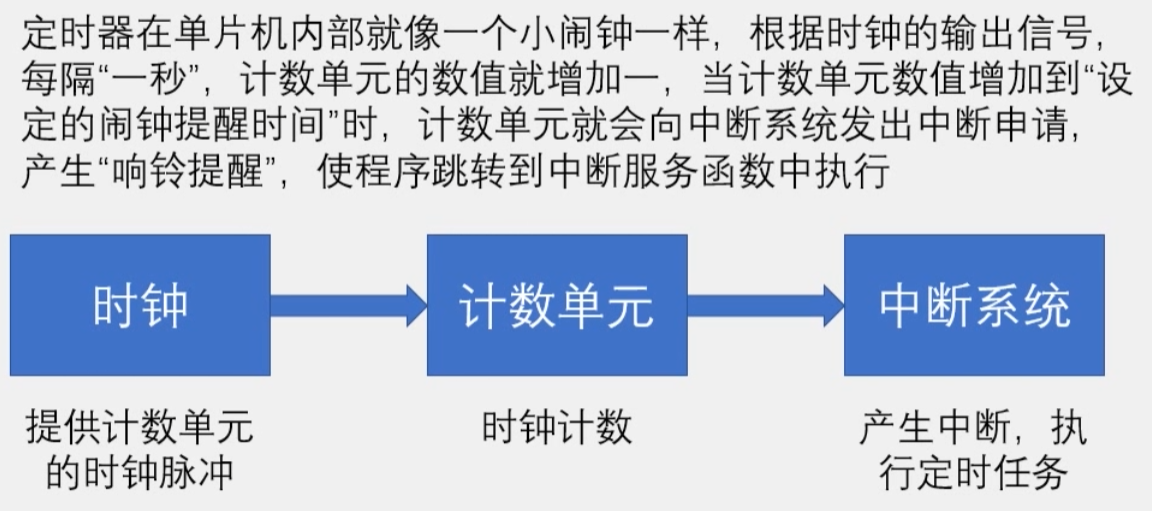 定时器在单片机内部就像一个小闹钟一样，根据时钟的输出信号，
每隔“一秒”，计数单元的数值就增加一，当计数单元数值增加到“设
定的闹钟提醒时间”时，计数单元就会向中断系统发出中断申请，
产生“响铃提醒”，使程序跳转到中断服务函数中执行
时钟
计数单元
中断系统
提供计数单元
的时钟脉冲
时钟计数
产生中断，执
行定时任务